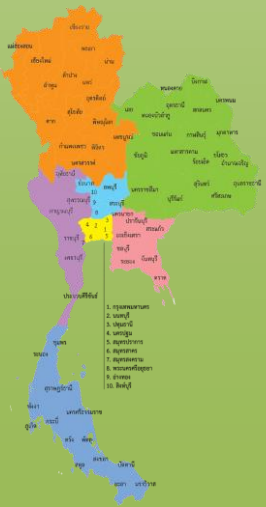 เชียงราย
แม่ฮ่องสอน
พะเยา
เชียงใหม่
น่าน
ลำปาง
ลำพูน
แพร่
อุตรดิตถ์
สุโขทัย
ตาก
พิษณุโลก
กำแพงเพชร
พิจิตร
เพชรบูรณ์
นครสวรรค์
บึงกาฬ
หนองคาย
เลย
อุดรธานี
นครพนม
หนองบัวลำภู
สกลนคร
ขอนแก่น
กาฬสินธุ์
มุกดาหาร
ชัยภูมิ
มหาสารคาม
ร้อยเอ็ด
ยโสธร
อำนาจเจริญ
นครราชสีมา
บุรีรัมย์
สุรินทร์
ศรีสะเกษ
อุบลราชธานี
อุทัยธานี
ชัยนาท
ลพบุรี
10
สุพรรณบุรี
9
สระบุรี
กาญจนบุรี
8
นครนายก
ปราจีนบุรี
สระแก้ว
4
2
3
1
6
5
ฉะเชิงเทรา
ราชบุรี
ชลบุรี
เพชรบุรี
ระยอง
จันทบุรี
ตราด
ประจวบคีรีขันธ์
1. กรุงเทพมหานคร
2. นนทบุรี
3. ปทุมธานี
4. นครปฐม
5. สมุทรปราการ
6. สมุทรสาคร
7. สมุทรสงคราม
8. พระนครศรีอยุธยา
9. อ่างทอง
10. สิงห์บุรี
ชุมพร
ระนอง
สุราษฎร์ธานี
พังงา
นครศรีธรรมราช
กระบี่
ภูเก็ต
ตรัง
พัทลุง
สงขลา
สตูล
ปัตตานี
ยะลา
นราธิวาส